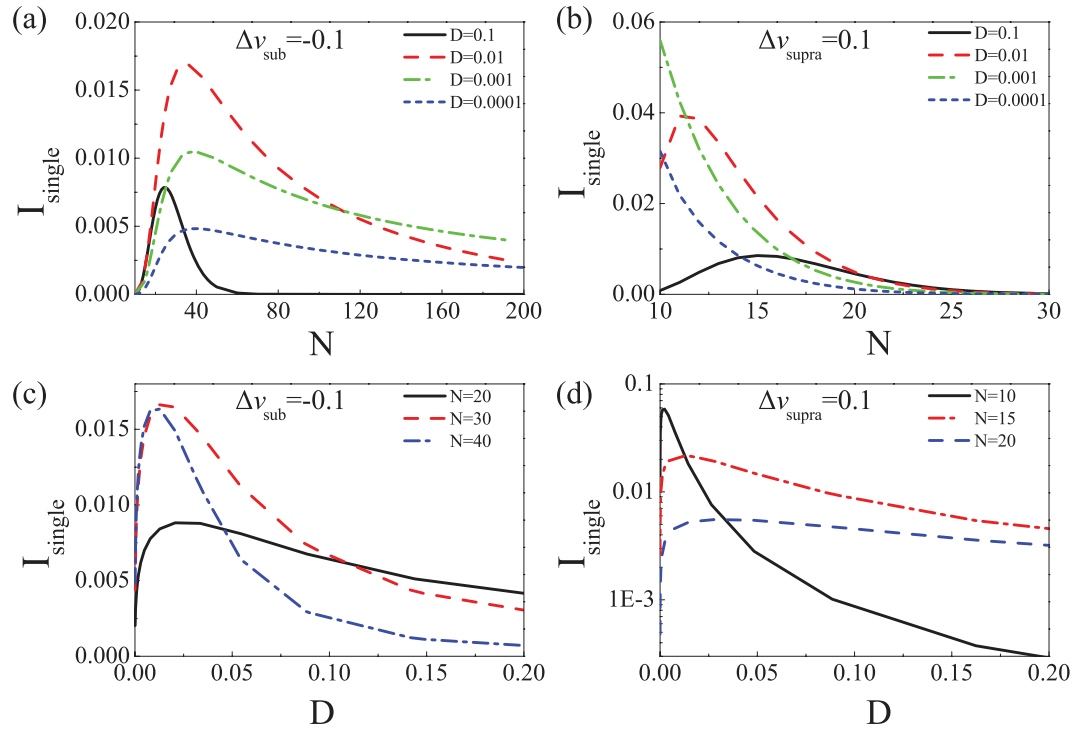 (a)
Δv_sub=-0.1
D=0.1
D=0.01
D=0.001
D=0.0001
0.020
0.015
0.010
0.005
0.000
I_single
40 80 120 160 200
N
(b)
Δv_supra=0.1
D=0.1
D=0.01
D=0.001
D=0.0001
0.06
0.04
0.02
0.00
I_single
10 15 20 25 30
N
(c)
Δv_sub=-0.1
N=20
N=30
N=40
0.015
0.010
0.005
0.000
I_single
0.00 0.05 0.10 0.15 0.20
D
(d)
Δv_supra=0.1
N=10
N=15
N=20
0.1
0.01
1E-3
I_single
0.00 0.05 0.10 0.15 0.20
D